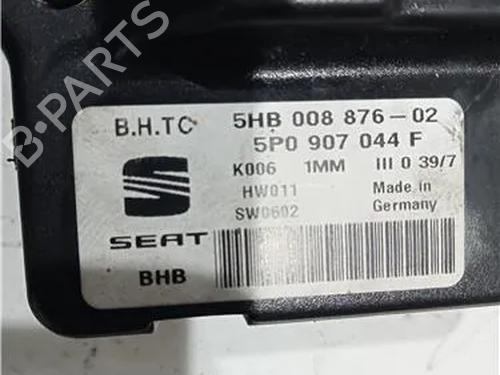 B-PARTS
B.H.TC 5HB 008 876-02
5P0 907 044 F
K006 1MM III 0 39/7
HW011 Made in
SW0602 Germany
SEAT
BHB